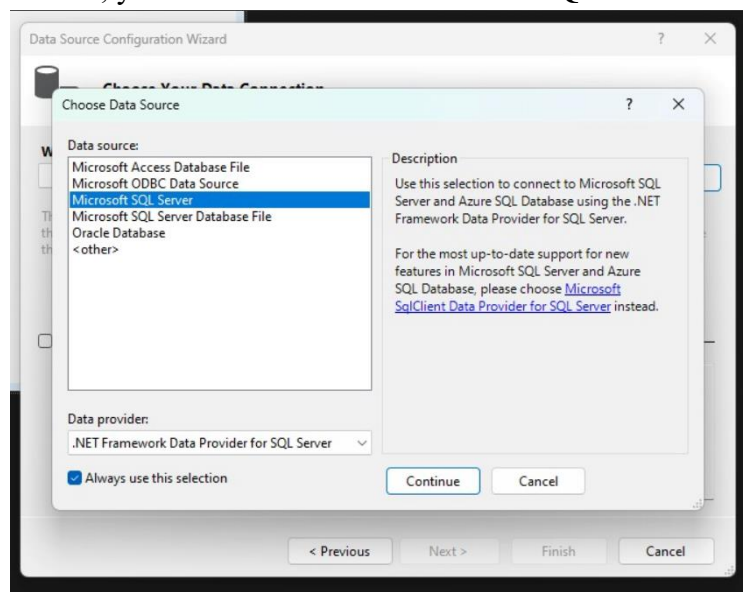 Data Source Configuration Wizard
?
Choose Your Data Connection
Choose Data Source
?
Data source:
Microsoft Access Database File
Microsoft ODBC Data Source
Microsoft SQL Server
Microsoft SQL Server Database File
Oracle Database
<other>
Description
Use this selection to connect to Microsoft SQL
Server and Azure SQL Database using the .NET
Framework Data Provider for SQL Server.
For the most up-to-date support for new
features in Microsoft SQL Server and Azure
SQL Database, please choose Microsoft
SqlClient Data Provider for SQL Server instead.
Data provider:
.NET Framework Data Provider for SQL Server
Always use this selection
Continue
Cancel
< Previous
Next >
Finish
Cancel